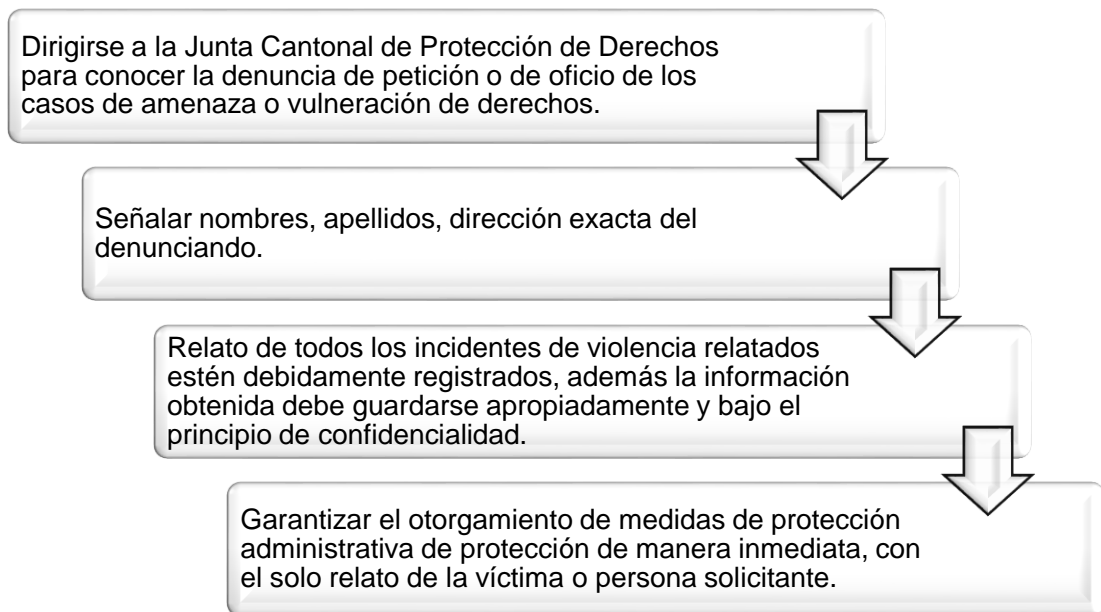 Dirigirse a la Junta Cantonal de Protección de Derechos
para conocer la denuncia de petición o de oficio de los
casos de amenaza o vulneración de derechos.
Señalar nombres, apellidos, dirección exacta del
denunciando.
Relato de todos los incidentes de violencia relatados
estén debidamente registrados, además la información
obtenida debe guardarse apropiadamente y bajo el
principio de confidencialidad.
Garantizar el otorgamiento de medidas de protección
administrativa de protección de manera inmediata, con
el solo relato de la víctima o persona solicitante.